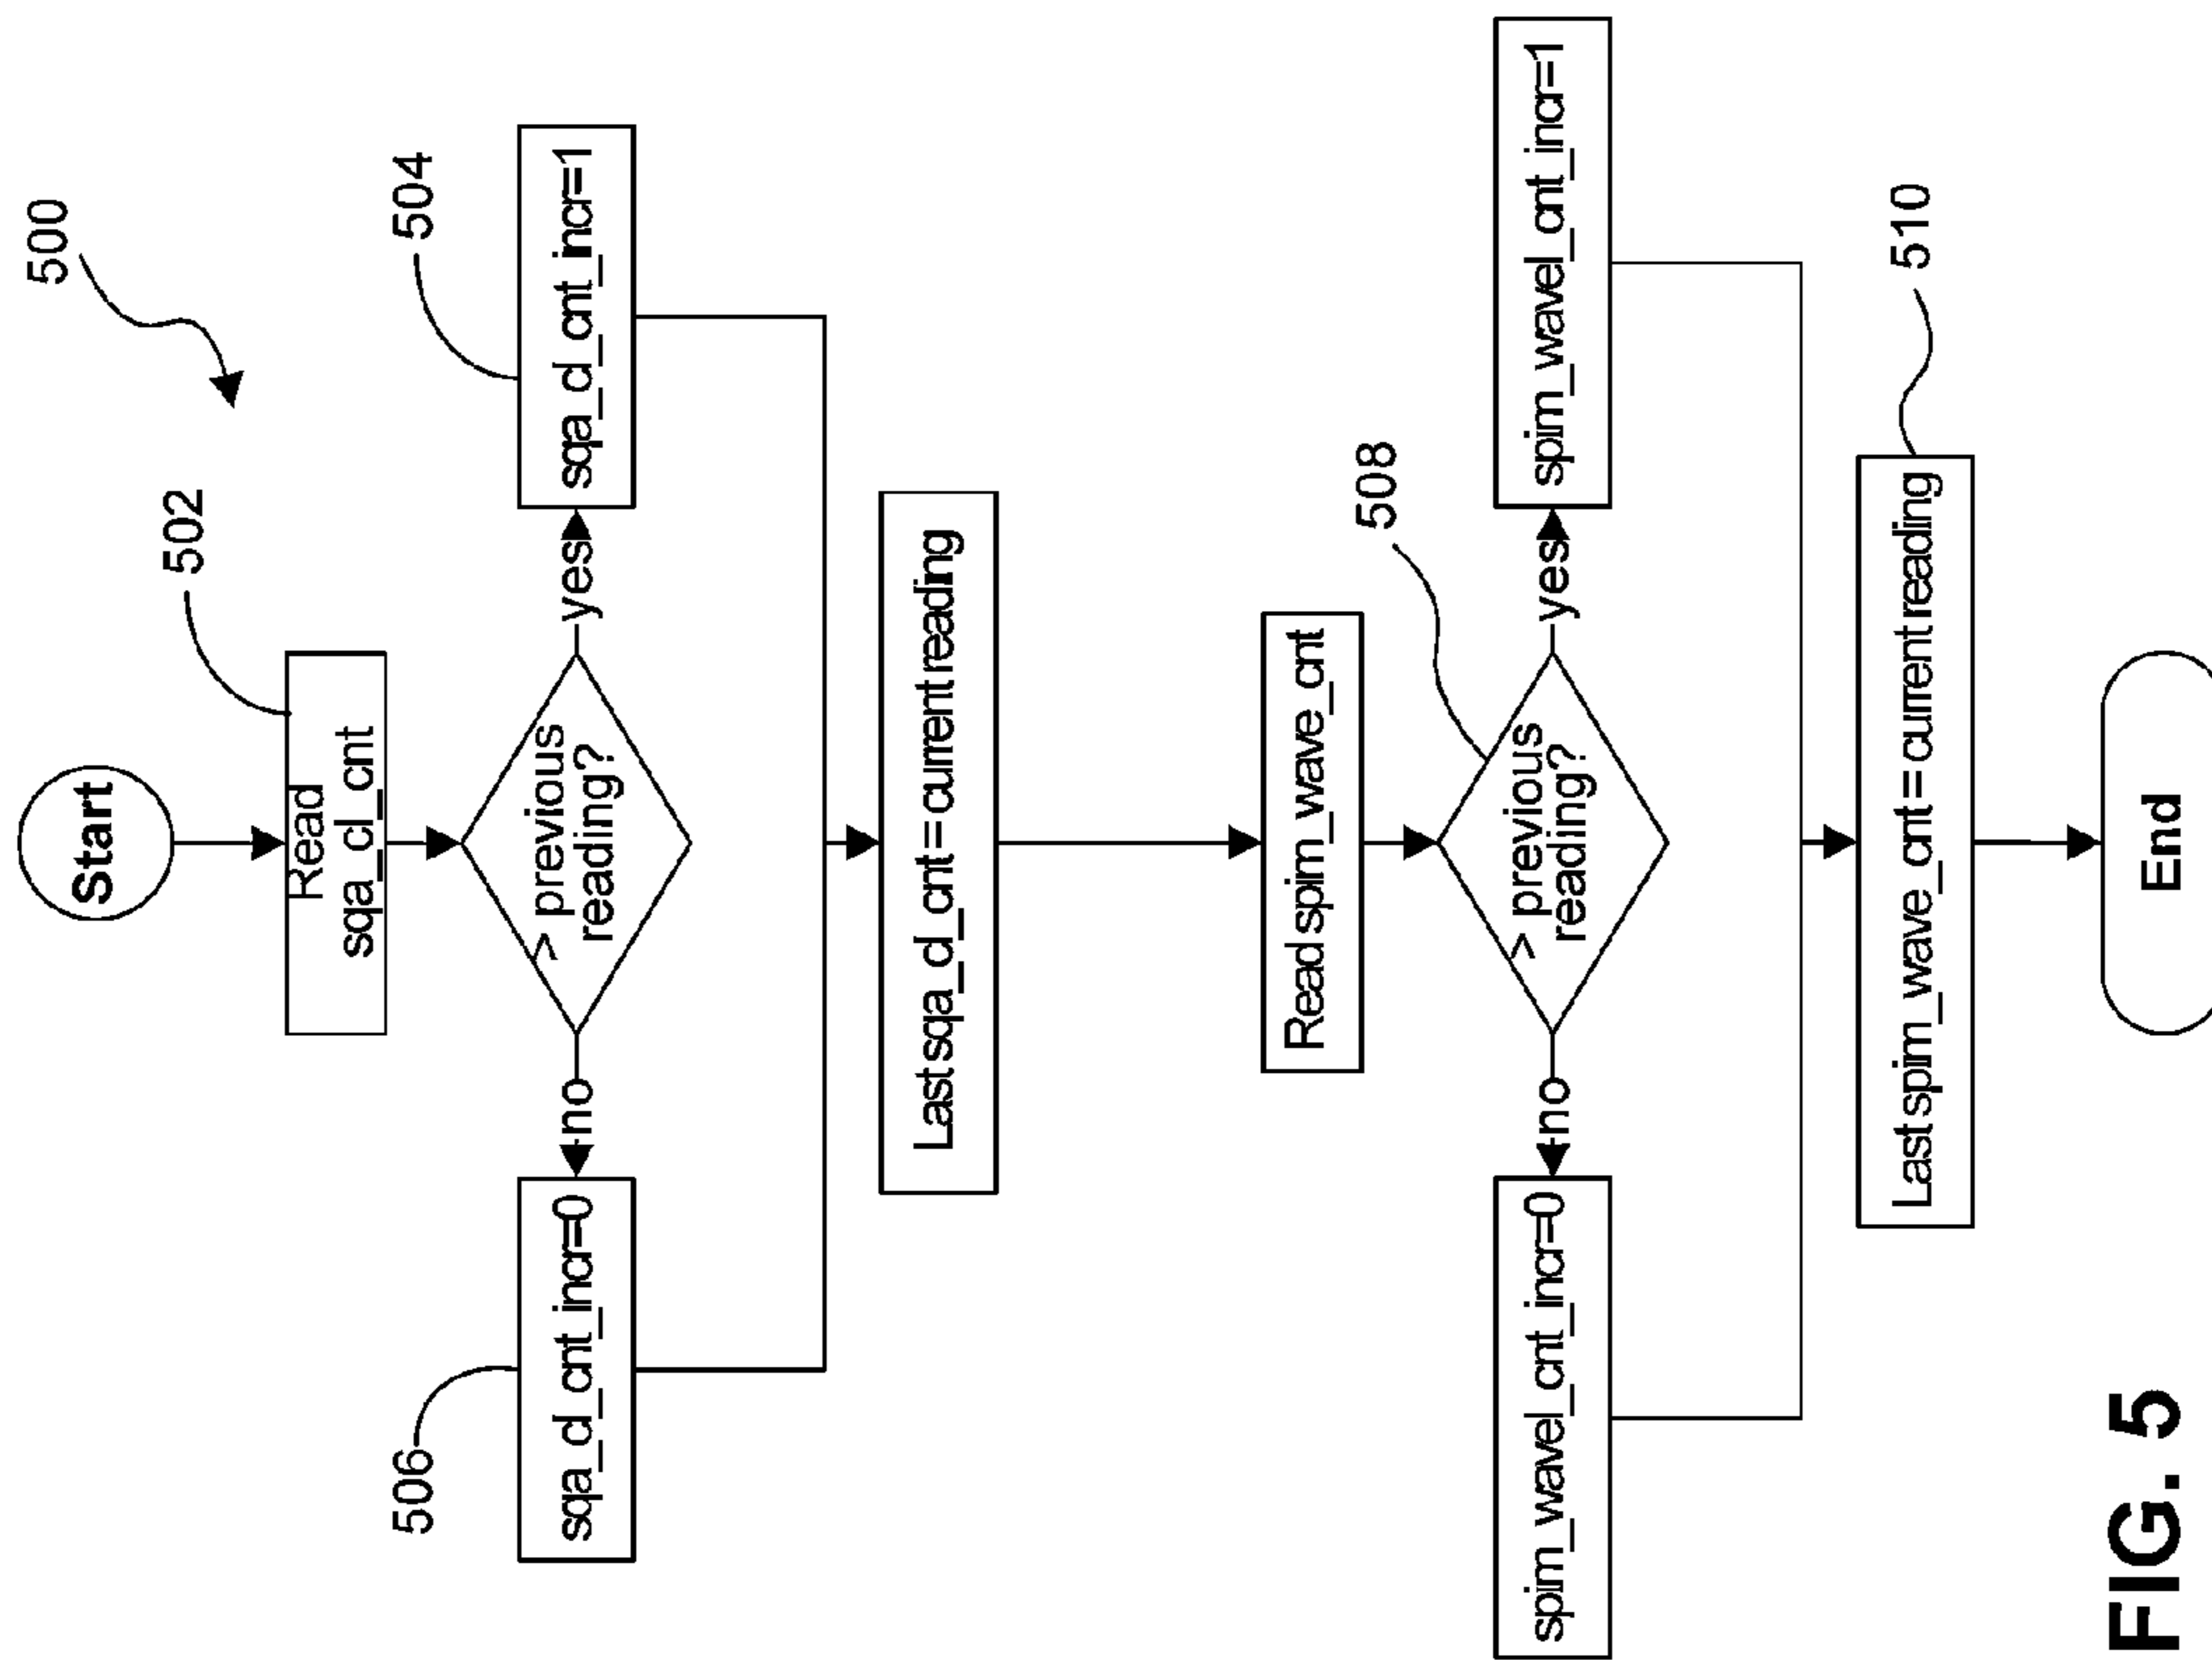 500
Start
502
Read
sqa_cl_cnt
> previous
reading?
no
yes
506
sqa_cl_cnt_incr=0
504
sqa_cl_cnt_incr=1
Last sqa_cl_cnt = current reading
Read spim_wave_cnt
508
> previous
reading?
no
yes
spim_wavel_cnt_incr=0
spim_wavel_cnt_incr=1
Last spim_wave_cnt = current reading
510
End
FIG. 5